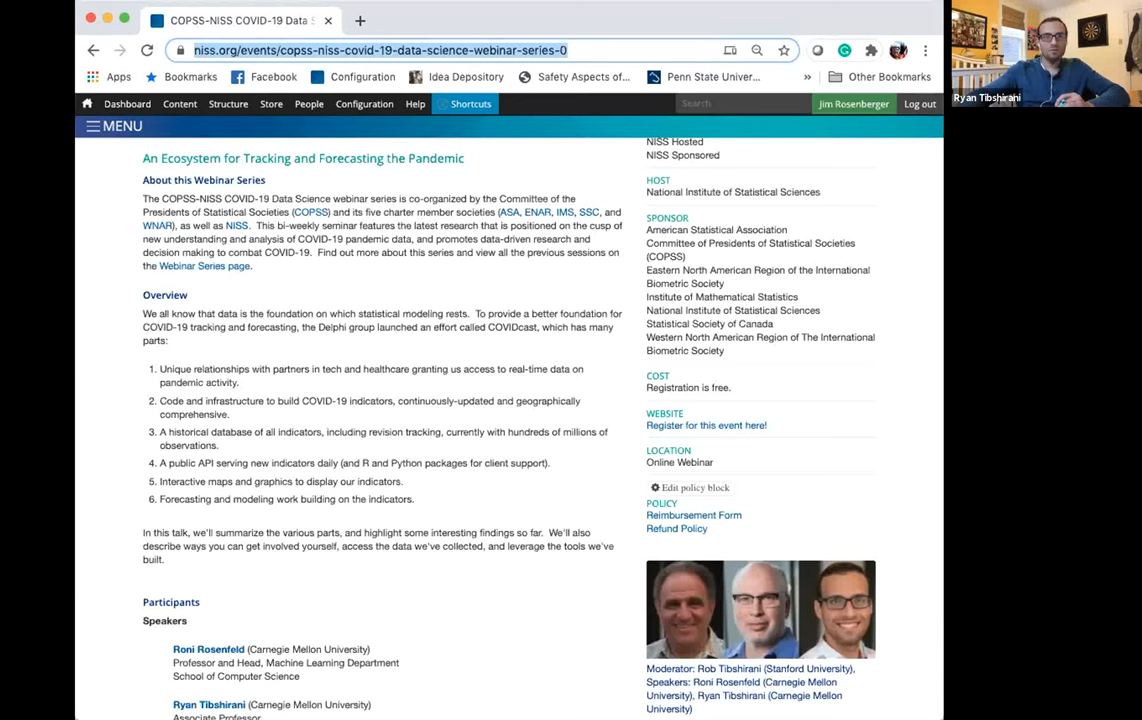 COPSS-NISS COVID-19 Data S
niss.org/events/copss-niss-covid-19-data-science-webinar-series-0
Apps Bookmarks Facebook Configuration Idea Depository Safety Aspects of... Penn State Univer... » Other Bookmarks
Dashboard Content Structure Store People Configuration Help Shortcuts Search Jim Rosenberger Log out
MENU
An Ecosystem for Tracking and Forecasting the Pandemic
About this Webinar Series
The COPSS-NISS COVID-19 Data Science webinar series is co-organized by the Committee of the
Presidents of Statistical Societies (COPSS) and its five charter member societies (ASA, ENAR, IMS, SSC, and
WNAR), as well as NISS. This bi-weekly seminar features the latest research that is positioned on the cusp of
new understanding and analysis of COVID-19 pandemic data, and promotes data-driven research and
decision making to combat COVID-19. Find out more about this series and view all the previous sessions on
the Webinar Series page.
Overview
We all know that data is the foundation on which statistical modeling rests. To provide a better foundation for
COVID-19 tracking and forecasting, the Delphi group launched an effort called COVIDcast, which has many
parts:
1. Unique relationships with partners in tech and healthcare granting us access to real-time data on
pandemic activity.
2. Code and infrastructure to build COVID-19 indicators, continuously-updated and geographically
comprehensive.
3. A historical database of all indicators, including revision tracking, currently with hundreds of millions of
observations.
4. A public API serving new indicators daily (and R and Python packages for client support).
5. Interactive maps and graphics to display our indicators.
6. Forecasting and modeling work building on the indicators.
In this talk, we'll summarize the various parts, and highlight some interesting findings so far. We'll also
describe ways you can get involved yourself, access the data we've collected, and leverage the tools we've
built.
Participants
Speakers
Roni Rosenfeld (Carnegie Mellon University)
Professor and Head, Machine Learning Department
School of Computer Science
Ryan Tibshirani (Carnegie Mellon University)
Associate Professor
NISS Hosted
NISS Sponsored
HOST
National Institute of Statistical Sciences
SPONSOR
American Statistical Association
Committee of Presidents of Statistical Societies
(COPSS)
Eastern North American Region of the International
Biometric Society
Institute of Mathematical Statistics
National Institute of Statistical Sciences
Statistical Society of Canada
Western North American Region of The International
Biometric Society
COST
Registration is free.
WEBSITE
Register for this event here!
LOCATION
Online Webinar
Edit policy block
POLICY
Reimbursement Form
Refund Policy
Moderator: Rob Tibshirani (Stanford University),
Speakers: Roni Rosenfeld (Carnegie Mellon
University), Ryan Tibshirani (Carnegie Mellon
University)
Ryan Tibshirani